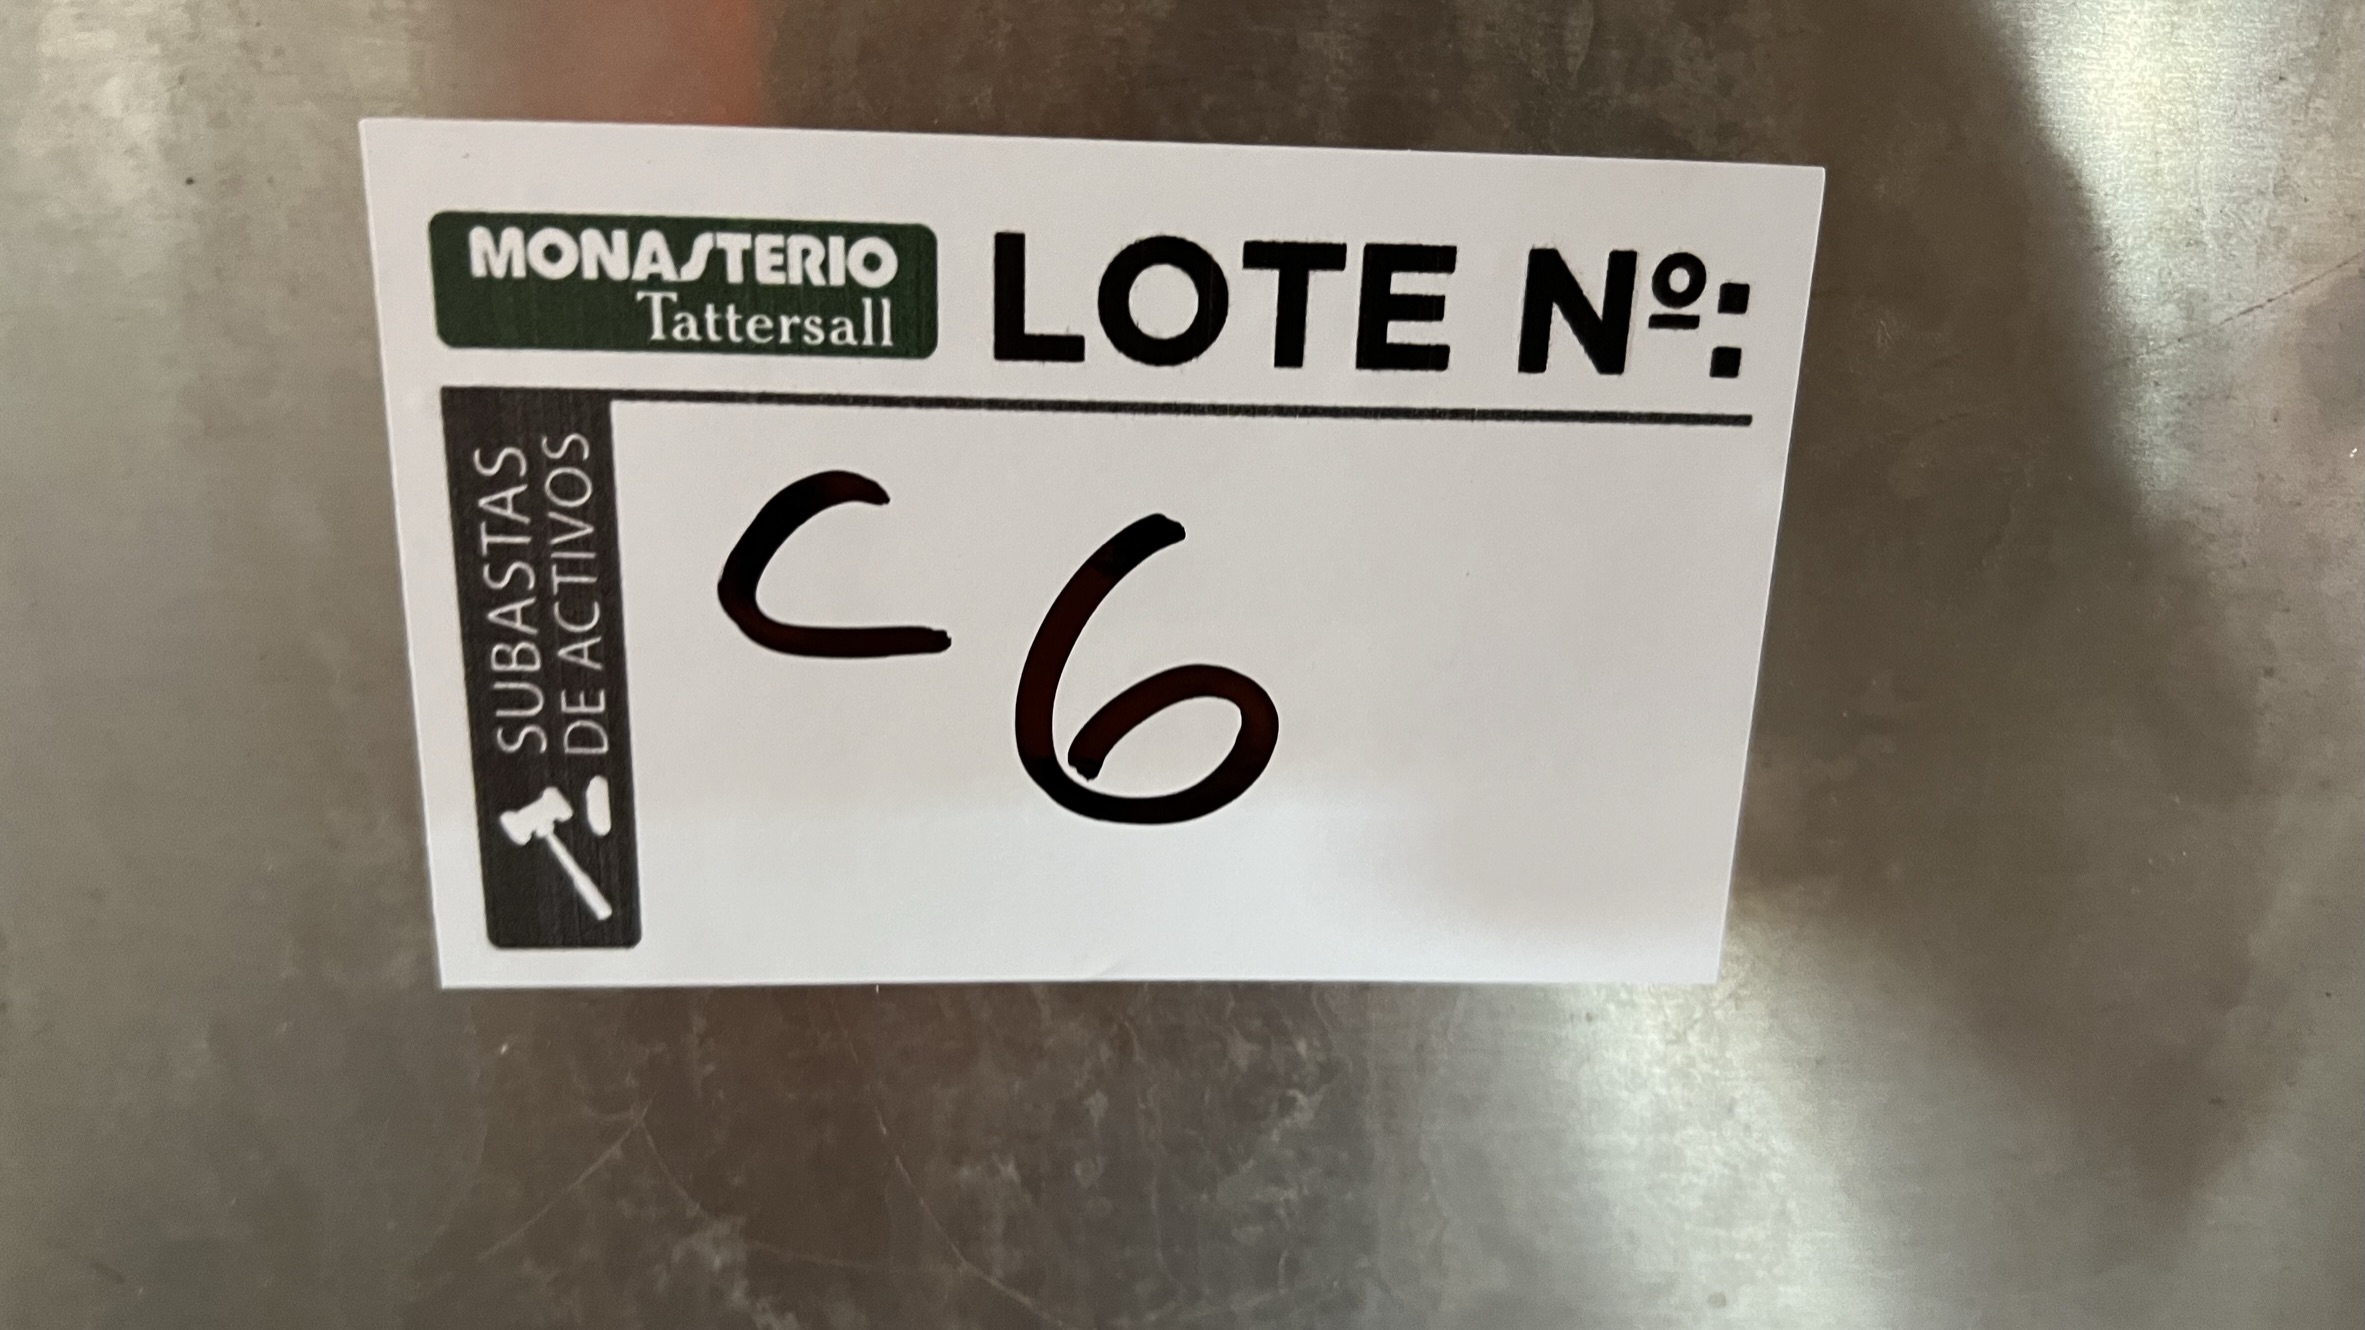 MONASTERIO
Tattersall
LOTE Nº:
SUBASTAS
DE ACTIVOS
C6